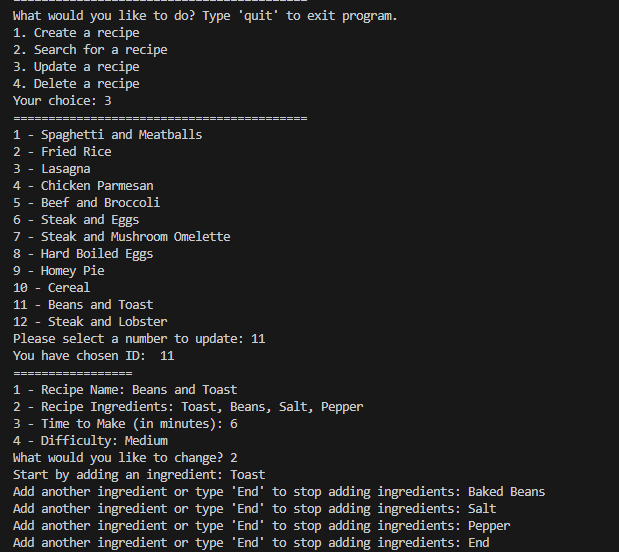 ==========================================
What would you like to do? Type 'quit' to exit program.
1. Create a recipe
2. Search for a recipe
3. Update a recipe
4. Delete a recipe
Your choice: 3
==========================================
1 - Spaghetti and Meatballs
2 - Fried Rice
3 - Lasagna
4 - Chicken Parmesan
5 - Beef and Broccoli
6 - Steak and Eggs
7 - Steak and Mushroom Omelette
8 - Hard Boiled Eggs
9 - Homey Pie
10 - Cereal
11 - Beans and Toast
12 - Steak and Lobster
Please select a number to update: 11
You have chosen ID:  11
=================
1 - Recipe Name: Beans and Toast
2 - Recipe Ingredients: Toast, Beans, Salt, Pepper
3 - Time to Make (in minutes): 6
4 - Difficulty: Medium
What would you like to change? 2
Start by adding an ingredient: Toast
Add another ingredient or type 'End' to stop adding ingredients: Baked Beans
Add another ingredient or type 'End' to stop adding ingredients: Salt
Add another ingredient or type 'End' to stop adding ingredients: Pepper
Add another ingredient or type 'End' to stop adding ingredients: End